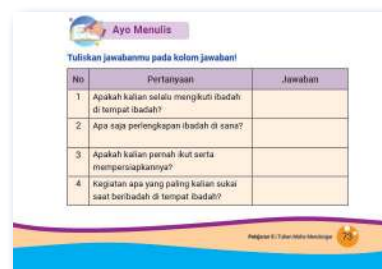 Ayo Menulis
Tuliskan jawabanmu pada kolom jawaban!
No Pertanyaan Jawaban
1 Apakah kalian selalu mengikuti ibadah
di tempat ibadah?
2 Apa saja perlengkapan ibadah di sana?
3 Apakah kalian pernah ikut serta
mempersiapkannya?
4 Kegiatan apa yang paling kalian sukai
saat beribadah di tempat ibadah?
73